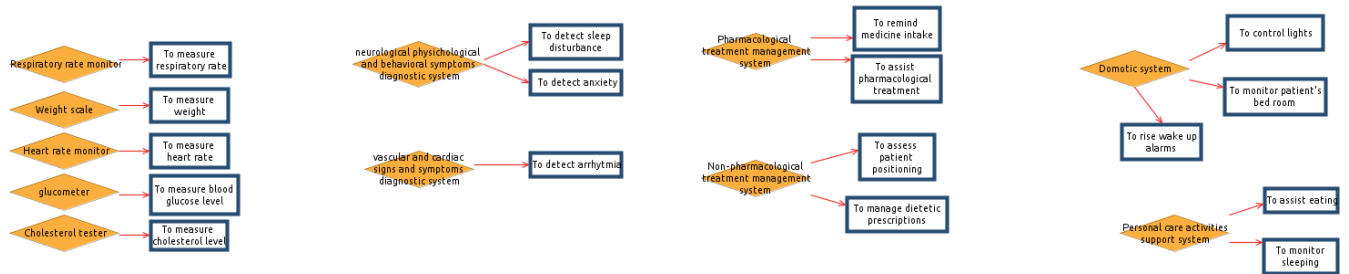 Respiratory rate monitor
To measure
respiratory rate
Weight scale
To measure
weight
Heart rate monitor
To measure
heart rate
glucometer
To measure blood
glucose level
Cholesterol tester
To measure
cholesterol level
neurological physichological
and behavioral symptoms
diagnostic system
To detect sleep
disturbance
To detect anxiety
vascular and cardiac
signs and symptoms
diagnostic system
To detect arrhytmia
Pharmacological
treatment management
system
To remind
medicine intake
To assist
pharmacological
treatment
Non-pharmacological
treatment management
system
To assess
patient
positioning
To manage dietetic
prescriptions
Domotic system
To control lights
To monitor patient's
bed room
To rise wake up
alarms
Personal care activities
support system
To assist eating
To monitor
sleeping